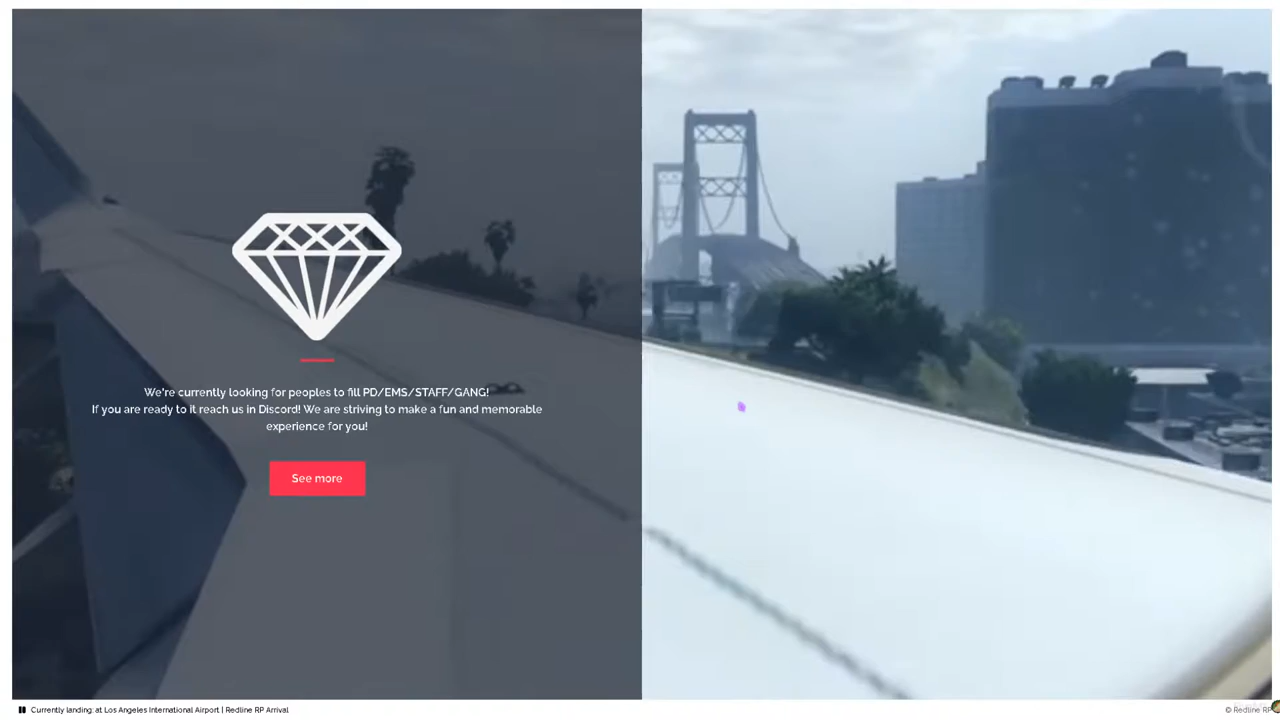 We're currently looking for peoples to fill PD/EMS/STAFF/GANG!
If you are ready to it reach us in Discord! We are striving to make a fun and memorable
experience for you!
See more
Currently landing: at Los Angeles International Airport | Redline RP Arrival
© Redline RP